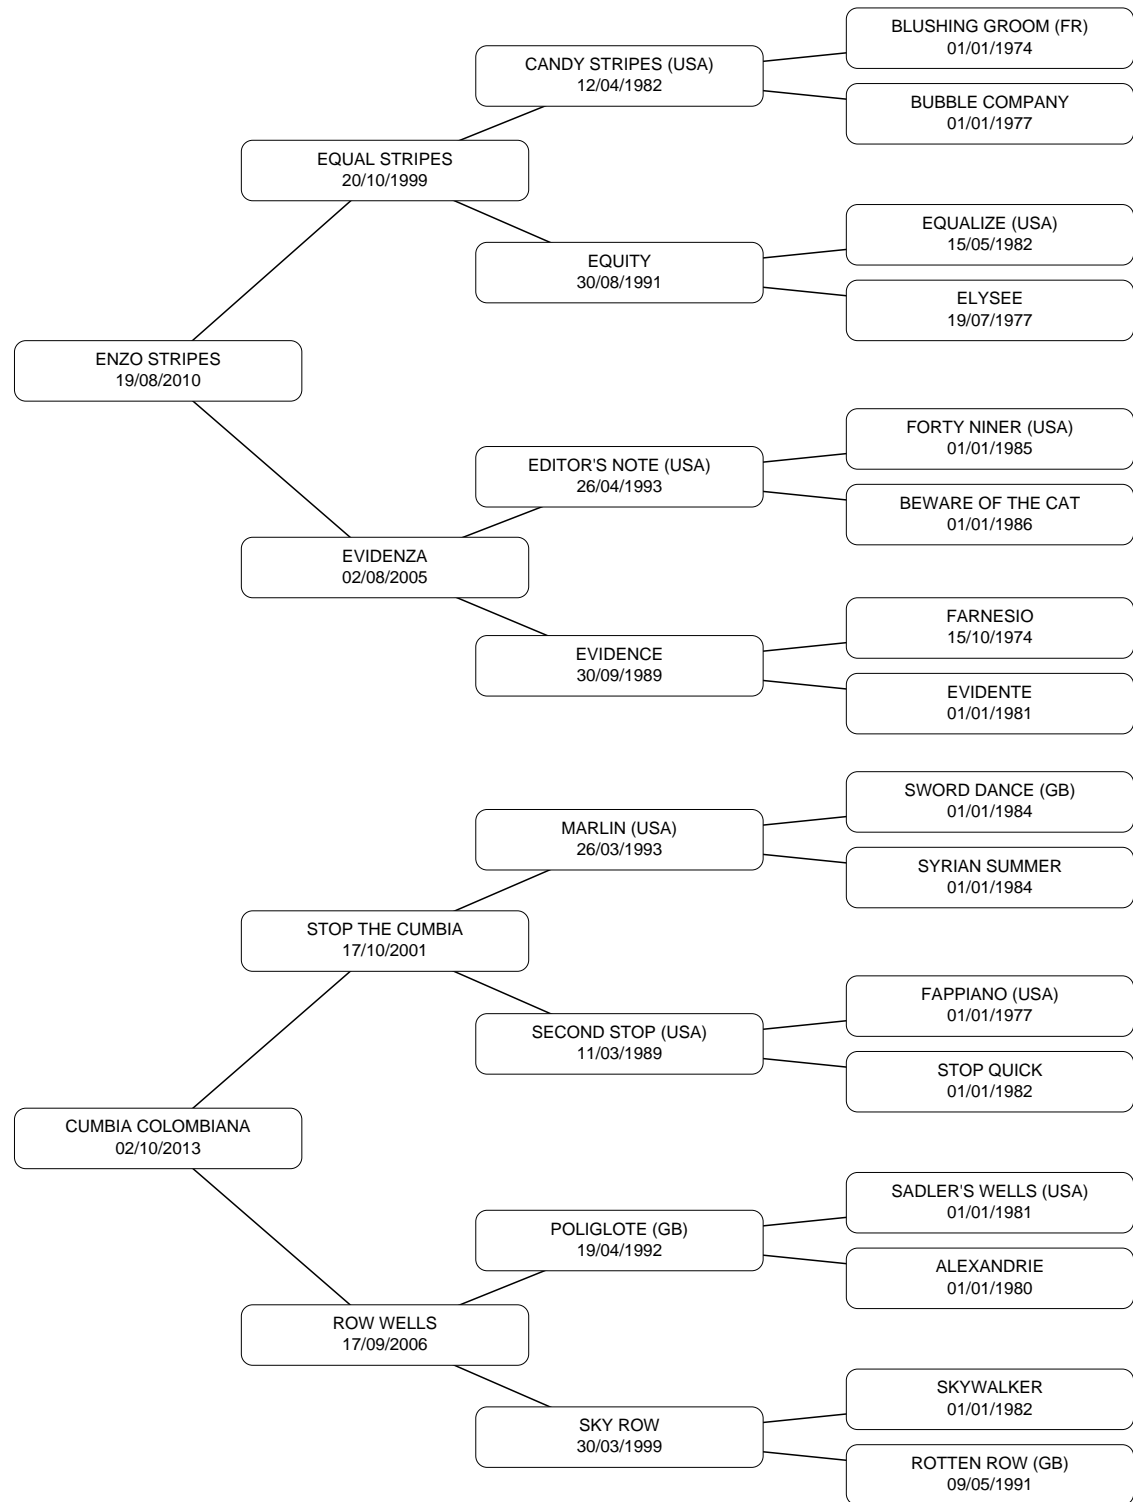 BLUSHING GROOM (FR)
01/01/1974
CANDY STRIPES (USA)
12/04/1982
BUBBLE COMPANY
01/01/1977
EQUAL STRIPES
20/10/1999
EQUALIZE (USA)
15/05/1982
EQUITY
30/08/1991
ELYSEE
19/07/1977
ENZO STRIPES
19/08/2010
FORTY NINER (USA)
01/01/1985
EDITOR'S NOTE (USA)
26/04/1993
BEWARE OF THE CAT
01/01/1986
EVIDENZA
02/08/2005
FARNESIO
15/10/1974
EVIDENCE
30/09/1989
EVIDENTE
01/01/1981
SWORD DANCE (GB)
01/01/1984
MARLIN (USA)
26/03/1993
SYRIAN SUMMER
01/01/1984
STOP THE CUMBIA
17/10/2001
FAPPIANO (USA)
01/01/1977
SECOND STOP (USA)
11/03/1989
STOP QUICK
01/01/1982
CUMBIA COLOMBIANA
02/10/2013
SADLER'S WELLS (USA)
01/01/1981
POLIGLOTE (GB)
19/04/1992
ALEXANDRIE
01/01/1980
ROW WELLS
17/09/2006
SKYWALKER
01/01/1982
SKY ROW
30/03/1999
ROTTEN ROW (GB)
09/05/1991